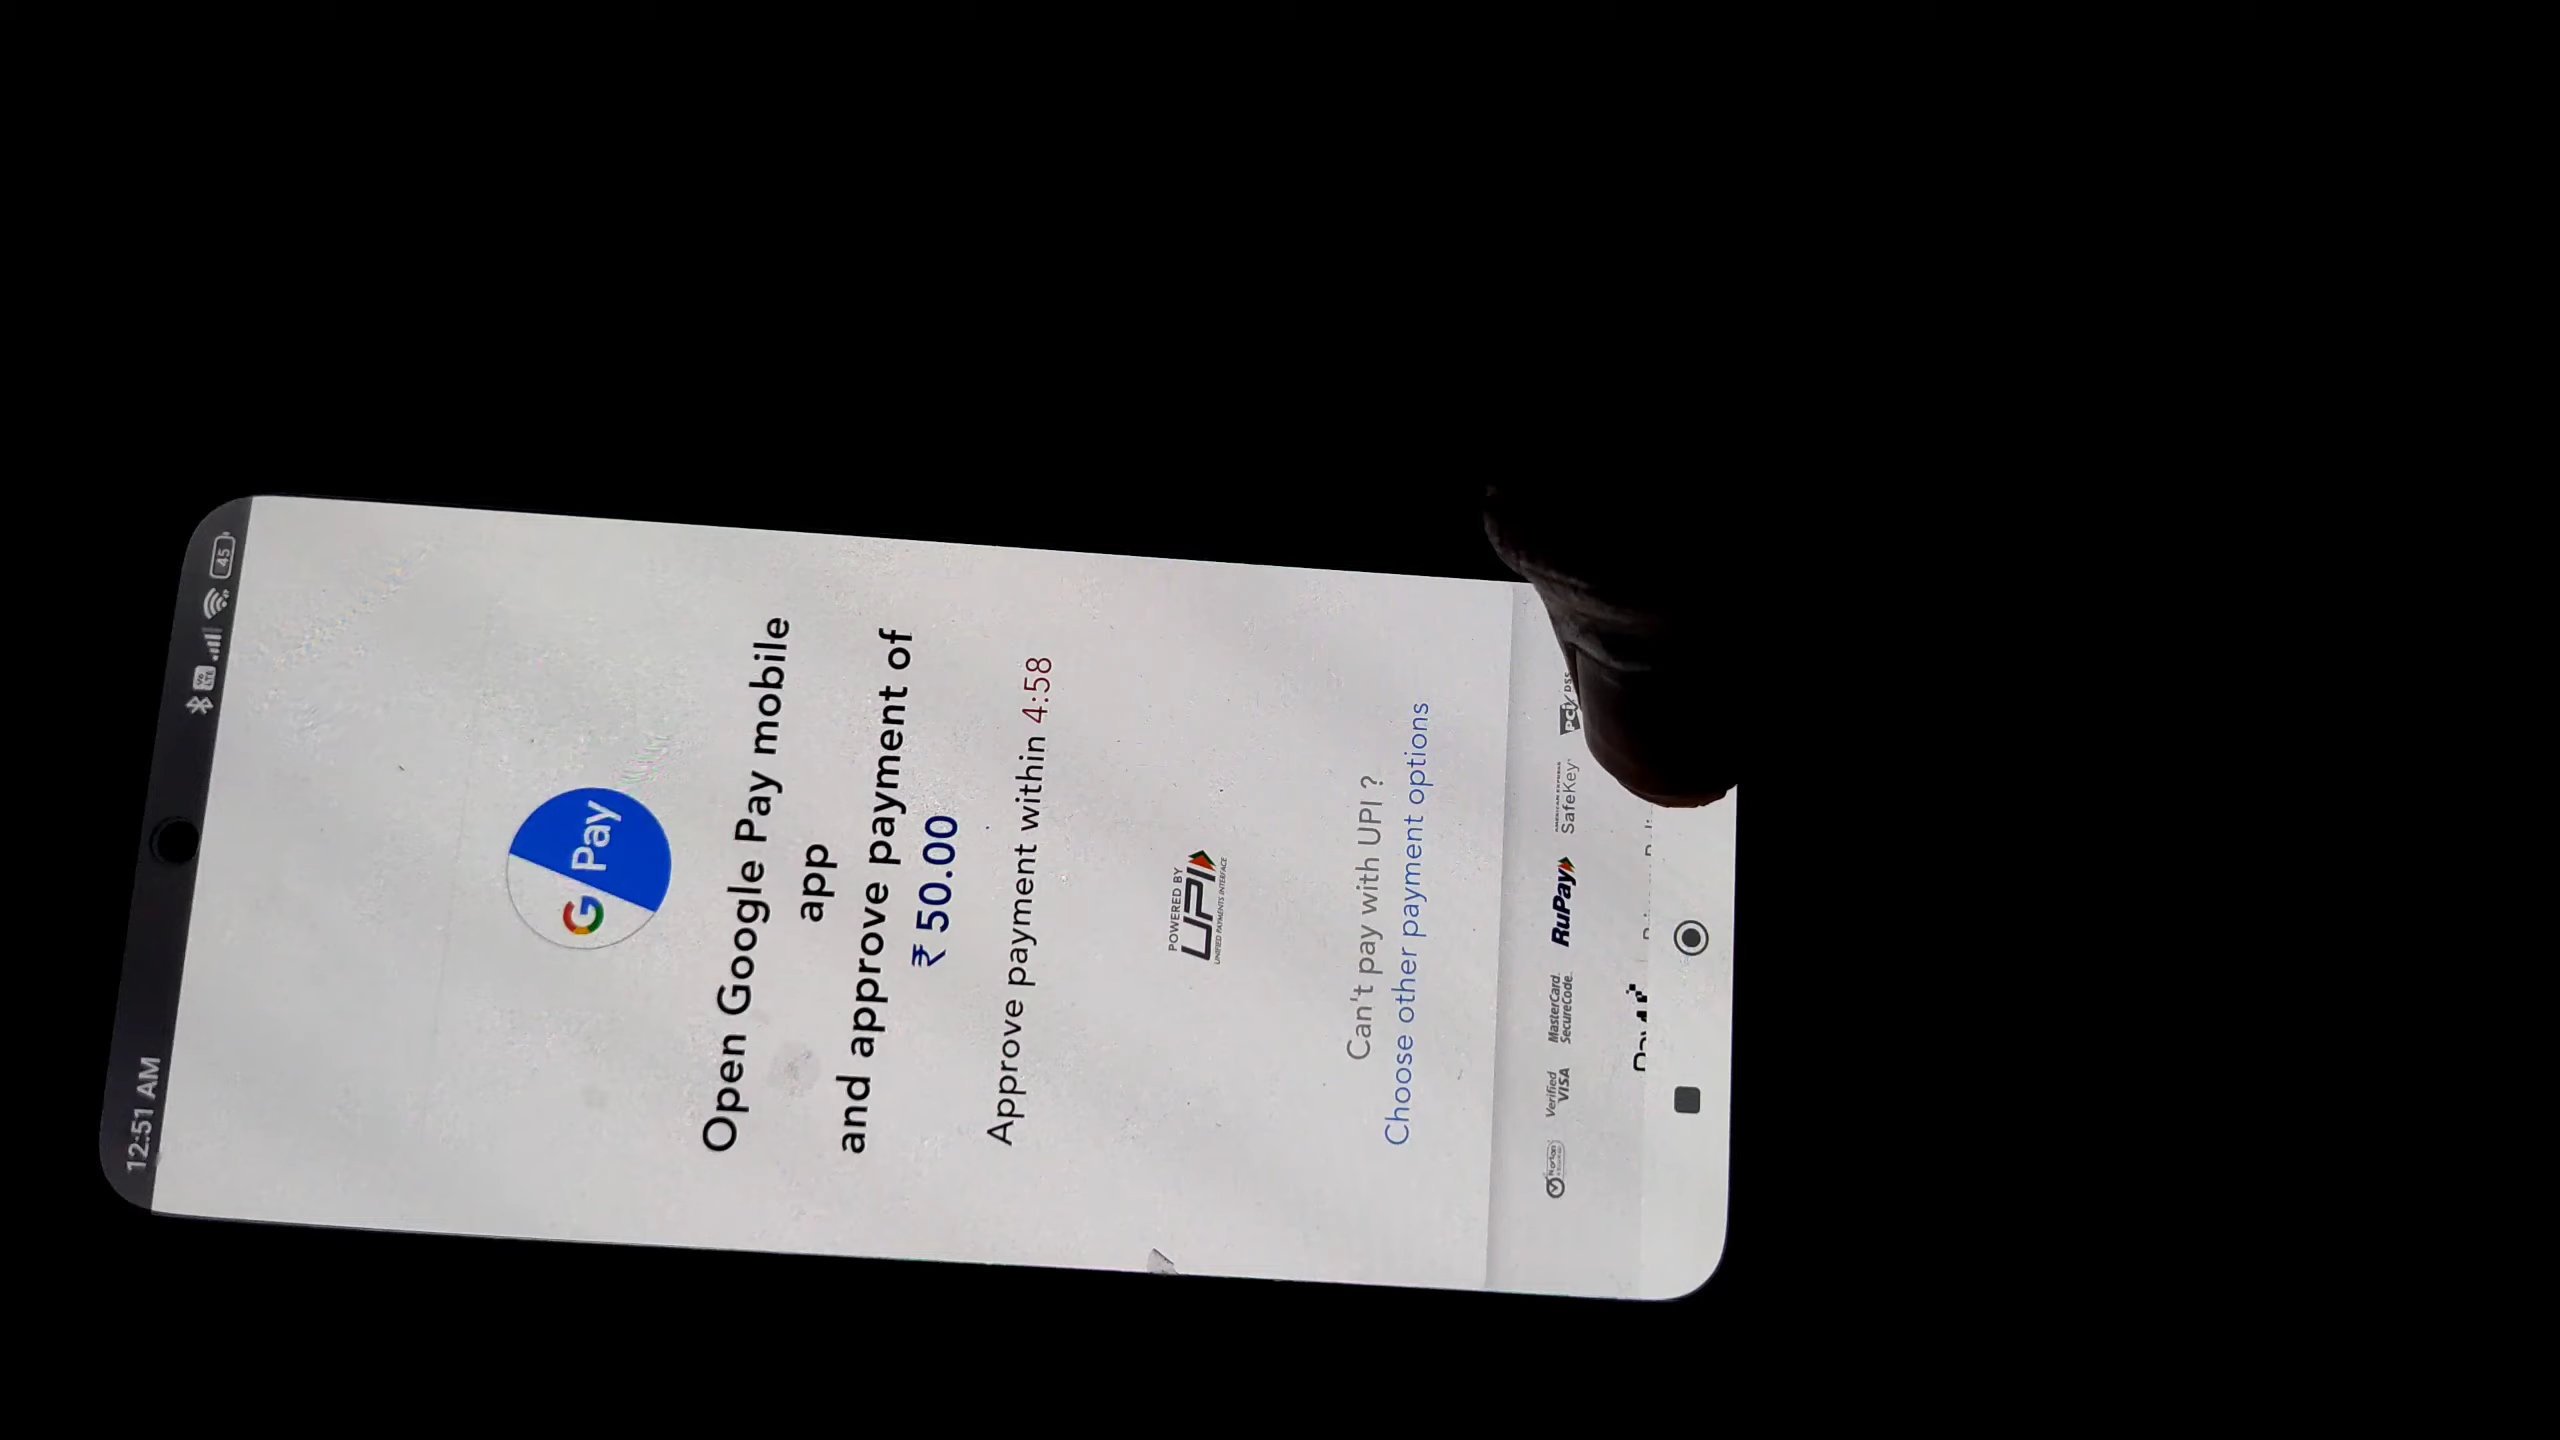 12:51 AM
45
G Pay
Open Google Pay mobile
app
and approve payment of
₹ 50.00
Approve payment within 4:58
POWERED BY
UPI
UNIFIED PAYMENTS INTERFACE
Can't pay with UPI ?
Choose other payment options
Norton
Verified VISA
MasterCard. SecureCode.
RuPay
AMERICAN EXPRESS SafeKey
PCI DSS